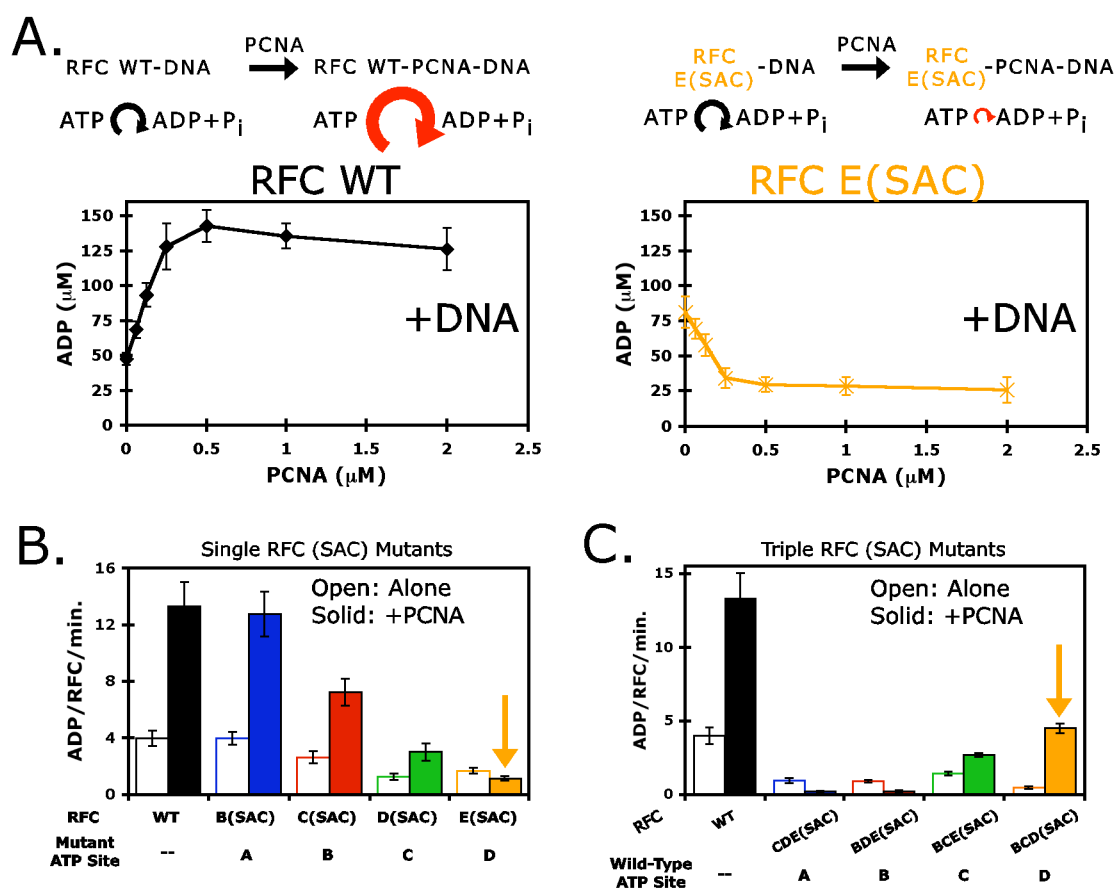 A.
RFC WT-DNA
PCNA
RFC WT-PCNA-DNA
ATP ADP+Pi
ATP ADP+Pi
RFC WT
ADP (μM)
150
125
100
75
50
25
0
+DNA
0 0.5 1 1.5 2 2.5
PCNA (μM)
RFC
E(SAC)
-DNA
PCNA
RFC
E(SAC)
-PCNA-DNA
ATP ADP+Pi
ATP ADP+Pi
RFC E(SAC)
ADP (μM)
150
125
100
75
50
25
0
+DNA
0 0.5 1 1.5 2 2.5
PCNA (μM)
B.
Single RFC (SAC) Mutants
Open: Alone
Solid: +PCNA
ADP/RFC/min.
16
12
8
4
0
RFC WT B(SAC) C(SAC) D(SAC) E(SAC)
Mutant
ATP Site
-- A B C D
C.
Triple RFC (SAC) Mutants
Open: Alone
Solid: +PCNA
ADP/RFC/min.
15
10
5
0
RFC WT CDE(SAC) BDE(SAC) BCE(SAC) BCD(SAC)
Wild-Type
ATP Site
-- A B C D